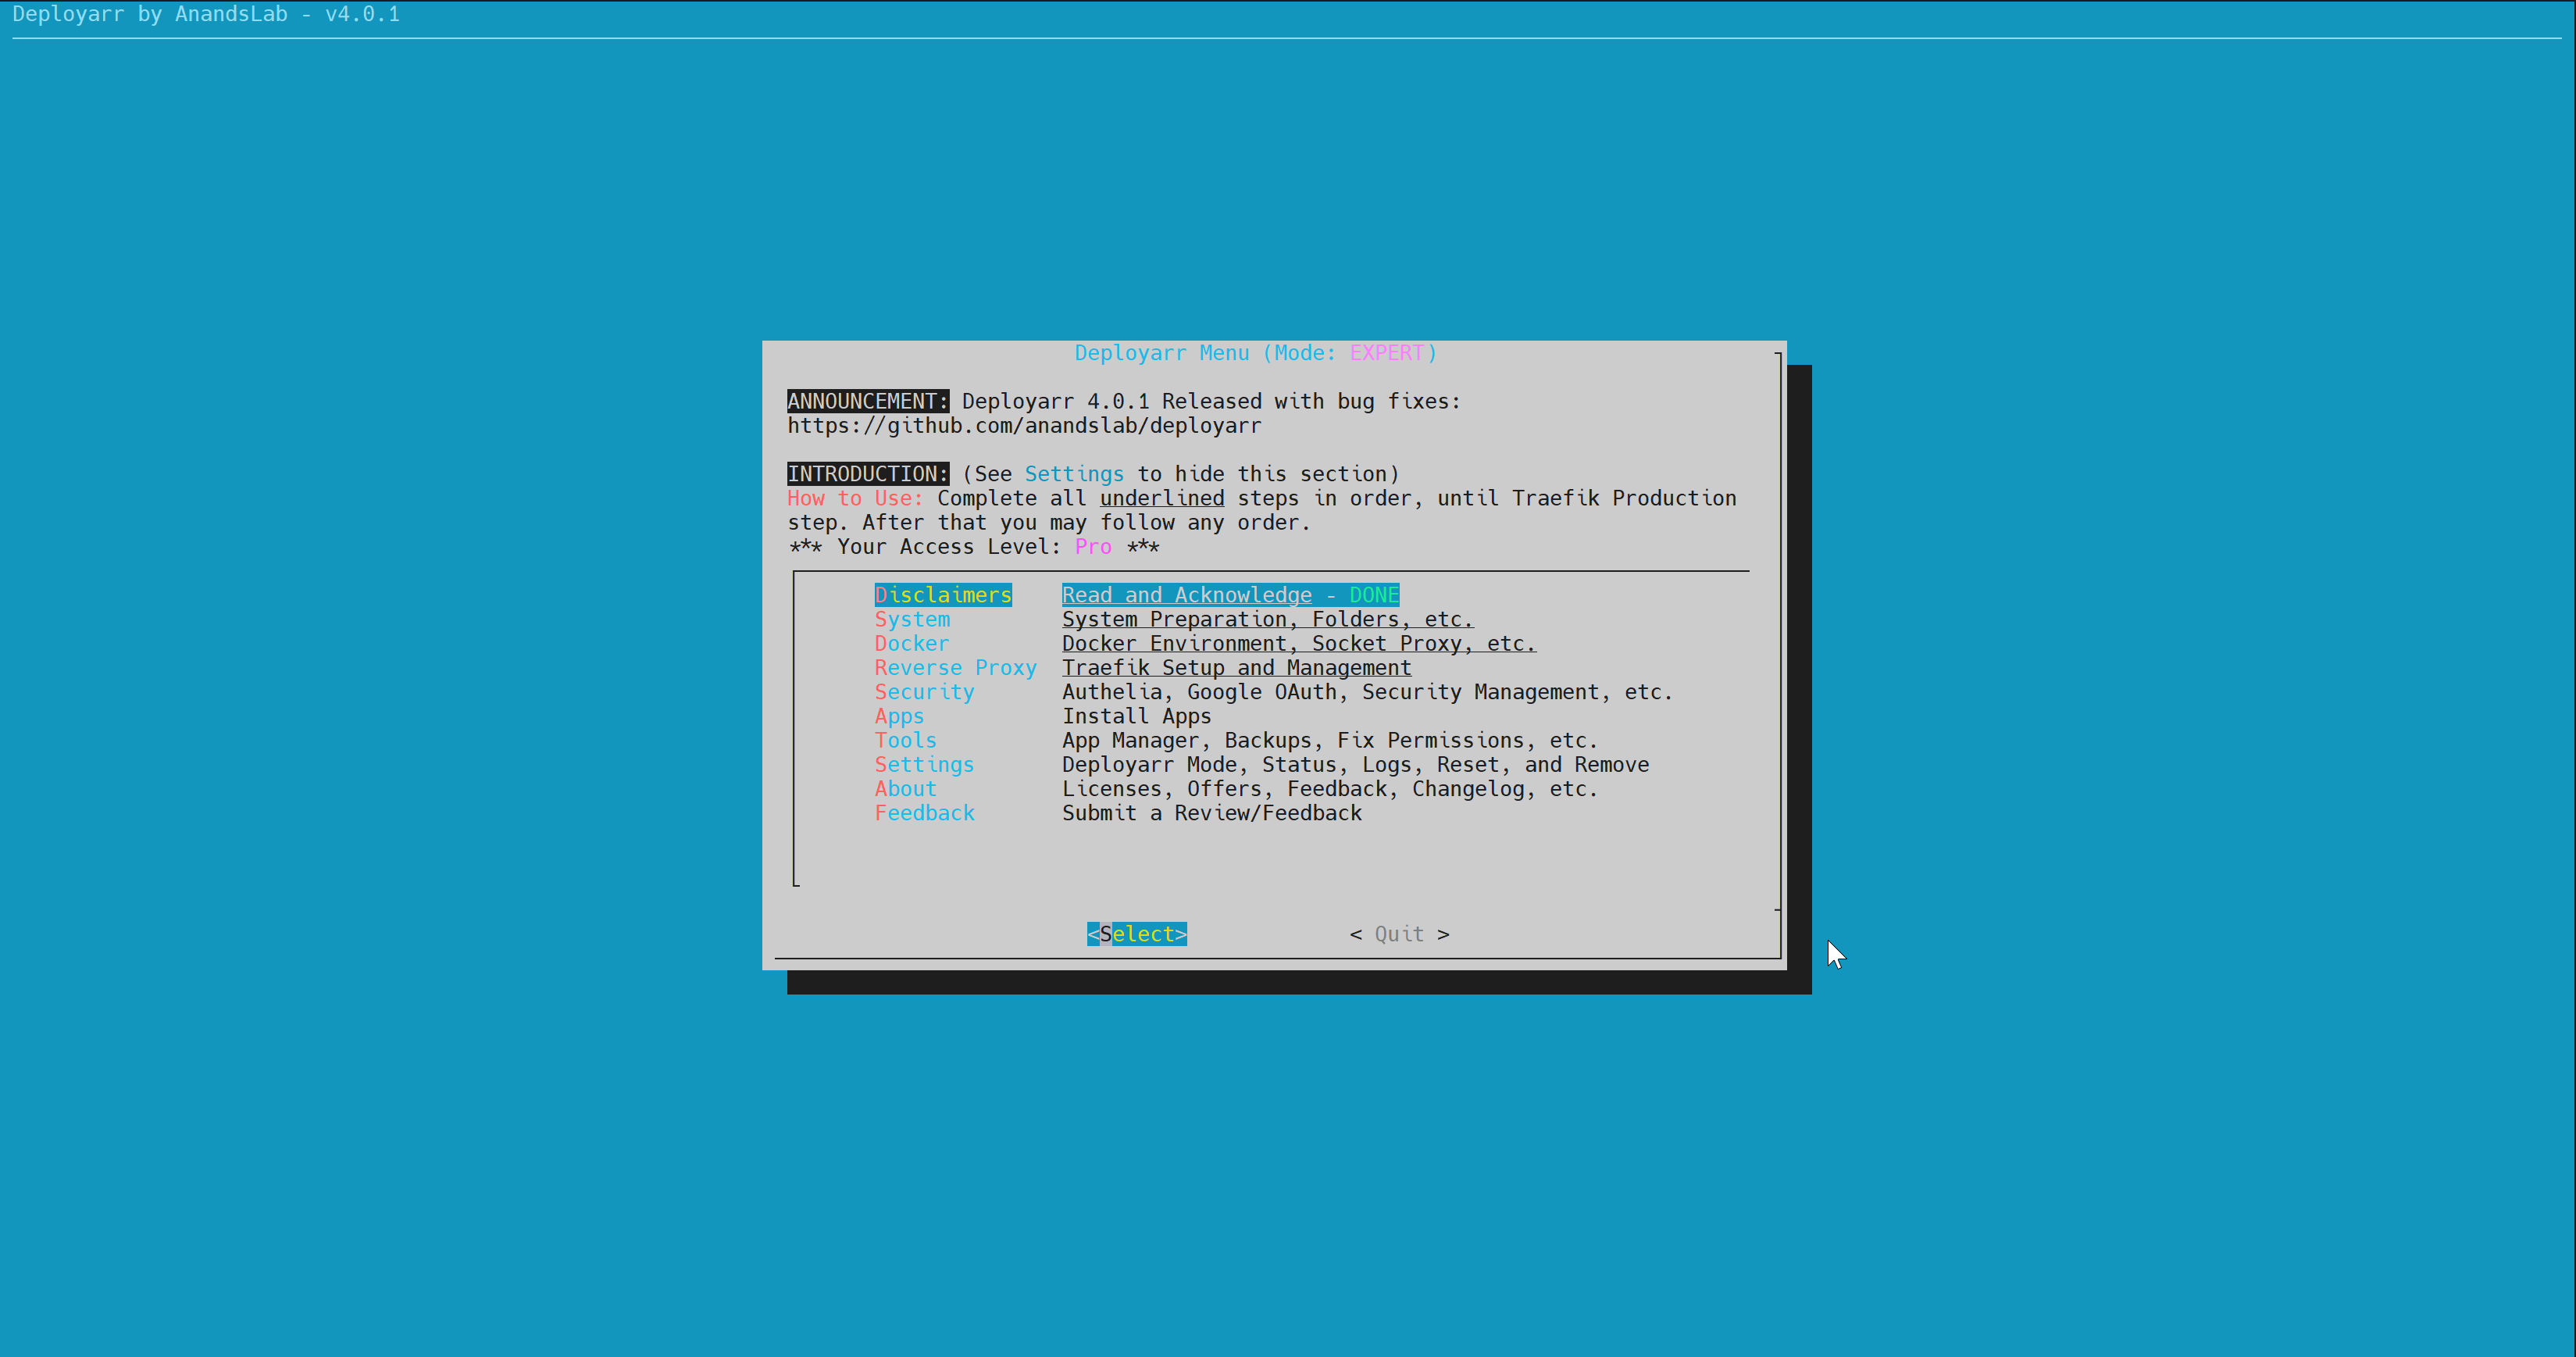 Deployarr by AnandsLab - v4.0.1
Deployarr Menu (Mode: EXPERT)
ANNOUNCEMENT: Deployarr 4.0.1 Released with bug fixes:
https://github.com/anandslab/deployarr
INTRODUCTION: (See Settings to hide this section)
How to Use: Complete all underlined steps in order, until Traefik Production
step. After that you may follow any order.
*** Your Access Level: Pro ***
Disclaimers Read and Acknowledge - DONE
System System Preparation, Folders, etc.
Docker Docker Environment, Socket Proxy, etc.
Reverse Proxy Traefik Setup and Management
Security Authelia, Google OAuth, Security Management, etc.
Apps Install Apps
Tools App Manager, Backups, Fix Permissions, etc.
Settings Deployarr Mode, Status, Logs, Reset, and Remove
About Licenses, Offers, Feedback, Changelog, etc.
Feedback Submit a Review/Feedback
<Select> < Quit >